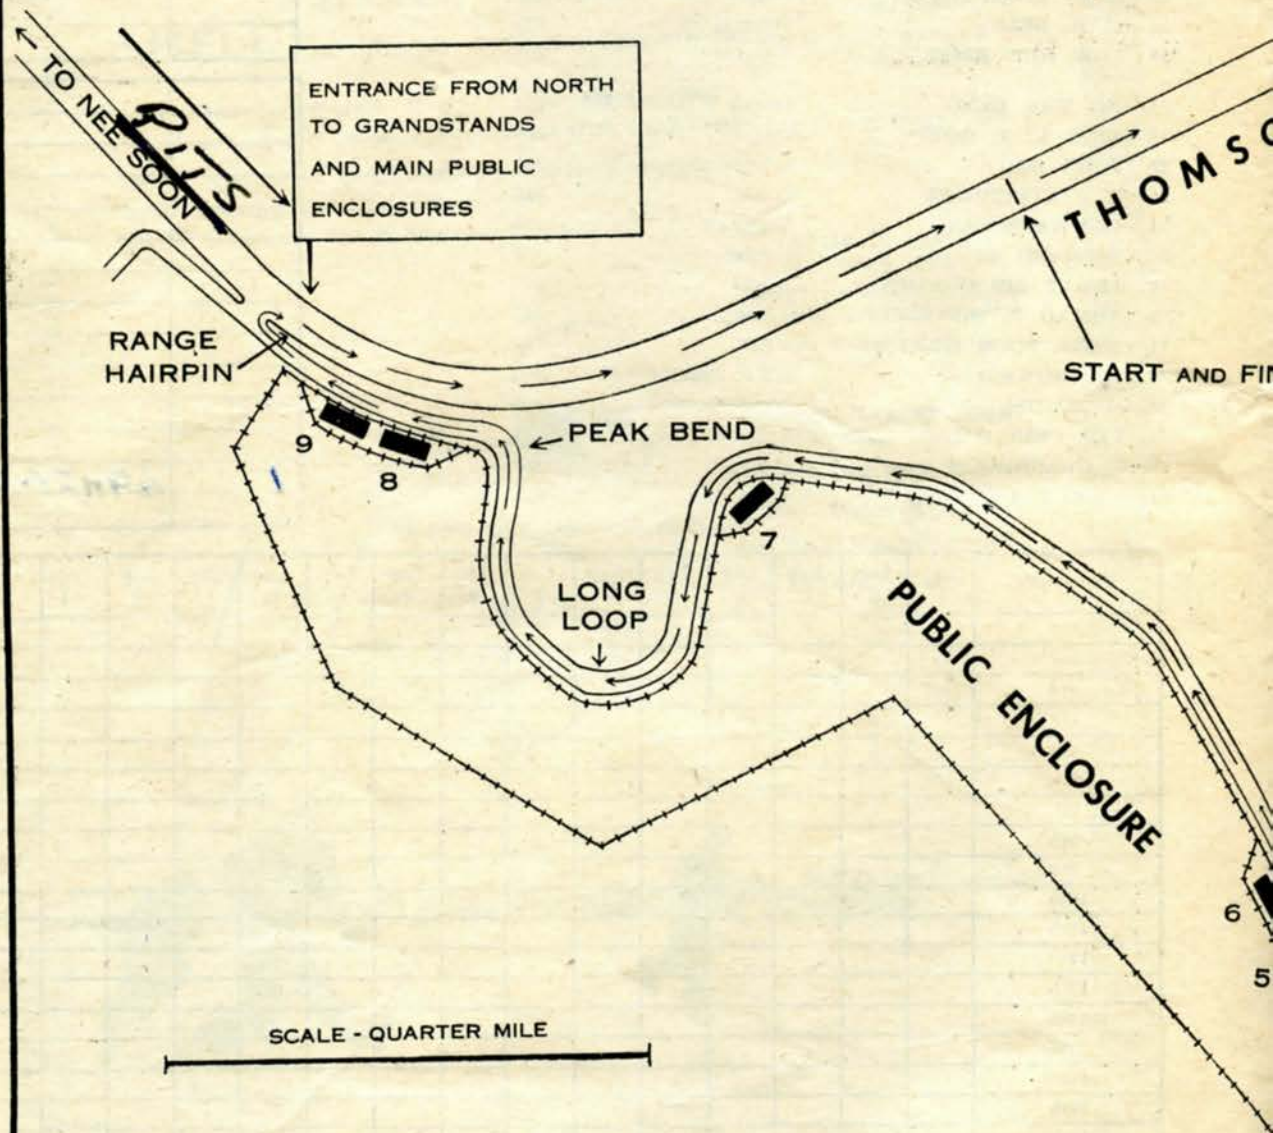 ← TO NEE SOON
PITS
ENTRANCE FROM NORTH
TO GRANDSTANDS
AND MAIN PUBLIC
ENCLOSURES
THOMSO
START AND FIN
RANGE
HAIRPIN
PEAK BEND
9
8
7
LONG
LOOP
PUBLIC ENCLOSURE
6
5
SCALE - QUARTER MILE